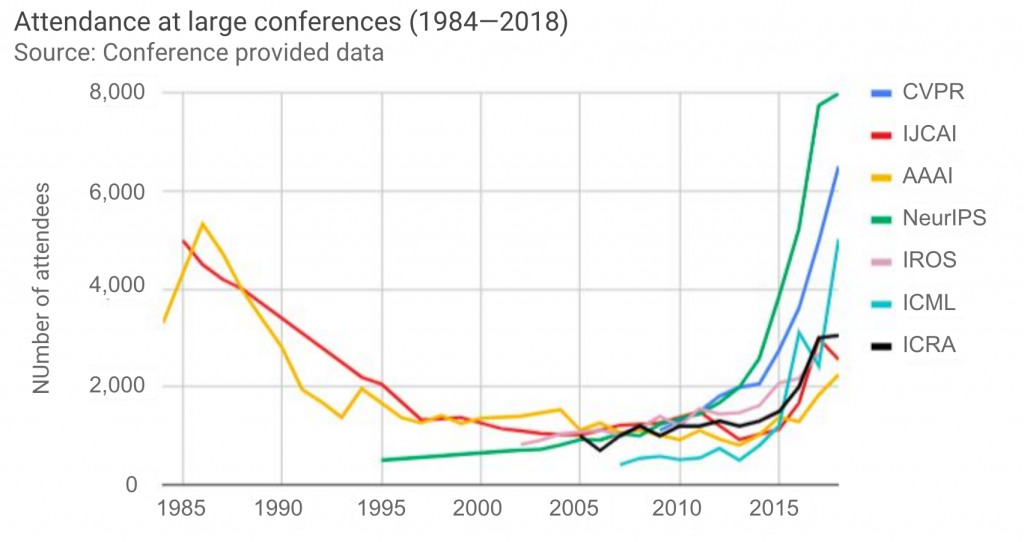 Attendance at large conferences (1984—2018)
Source: Conference provided data
NUmber of attendees
8,000
6,000
4,000
2,000
0
1985
1990
1995
2000
2005
2010
2015
CVPR
IJCAI
AAAI
NeurIPS
IROS
ICML
ICRA